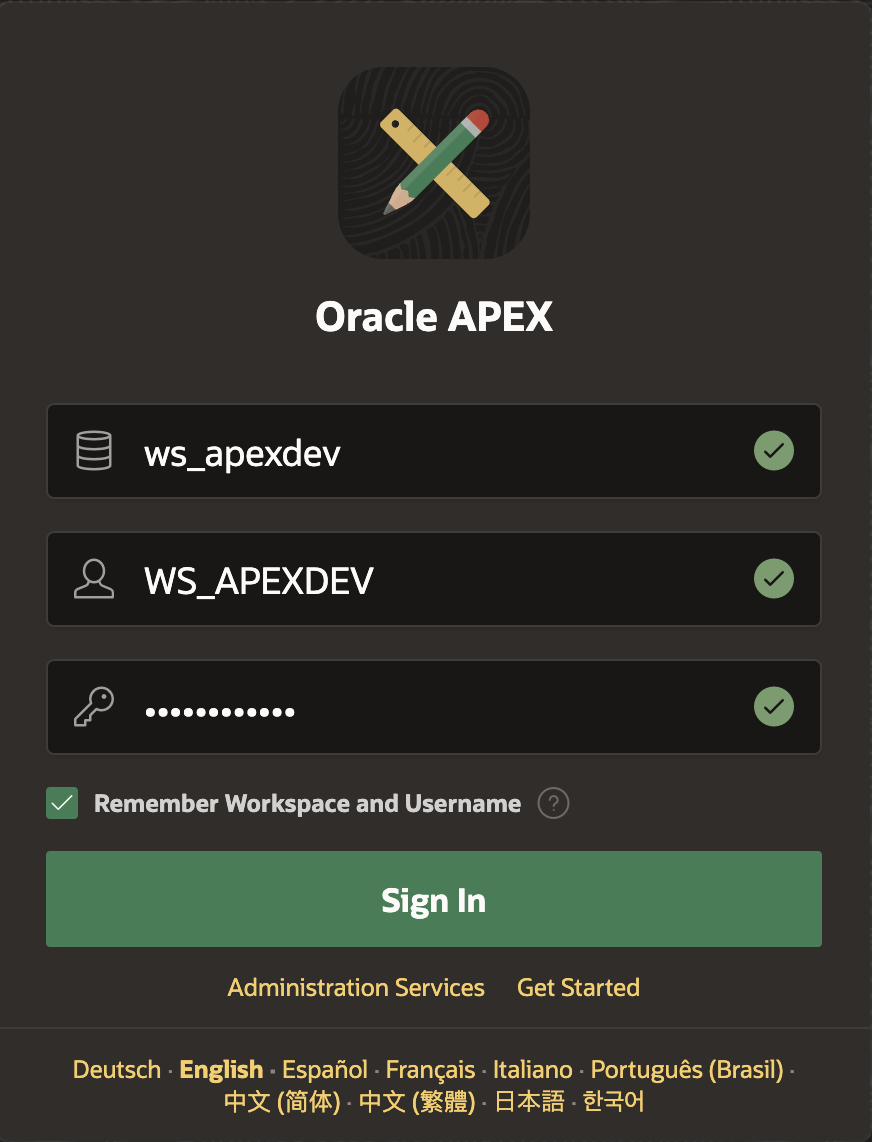 Oracle APEX
ws_apexdev
WS_APEXDEV
••••••••••••
Remember Workspace and Username ?
Sign In
Administration Services Get Started
Deutsch · English · Español · Français · Italiano · Português (Brasil) ·
中文 (简体) · 中文 (繁體) · 日本語 · 한국어